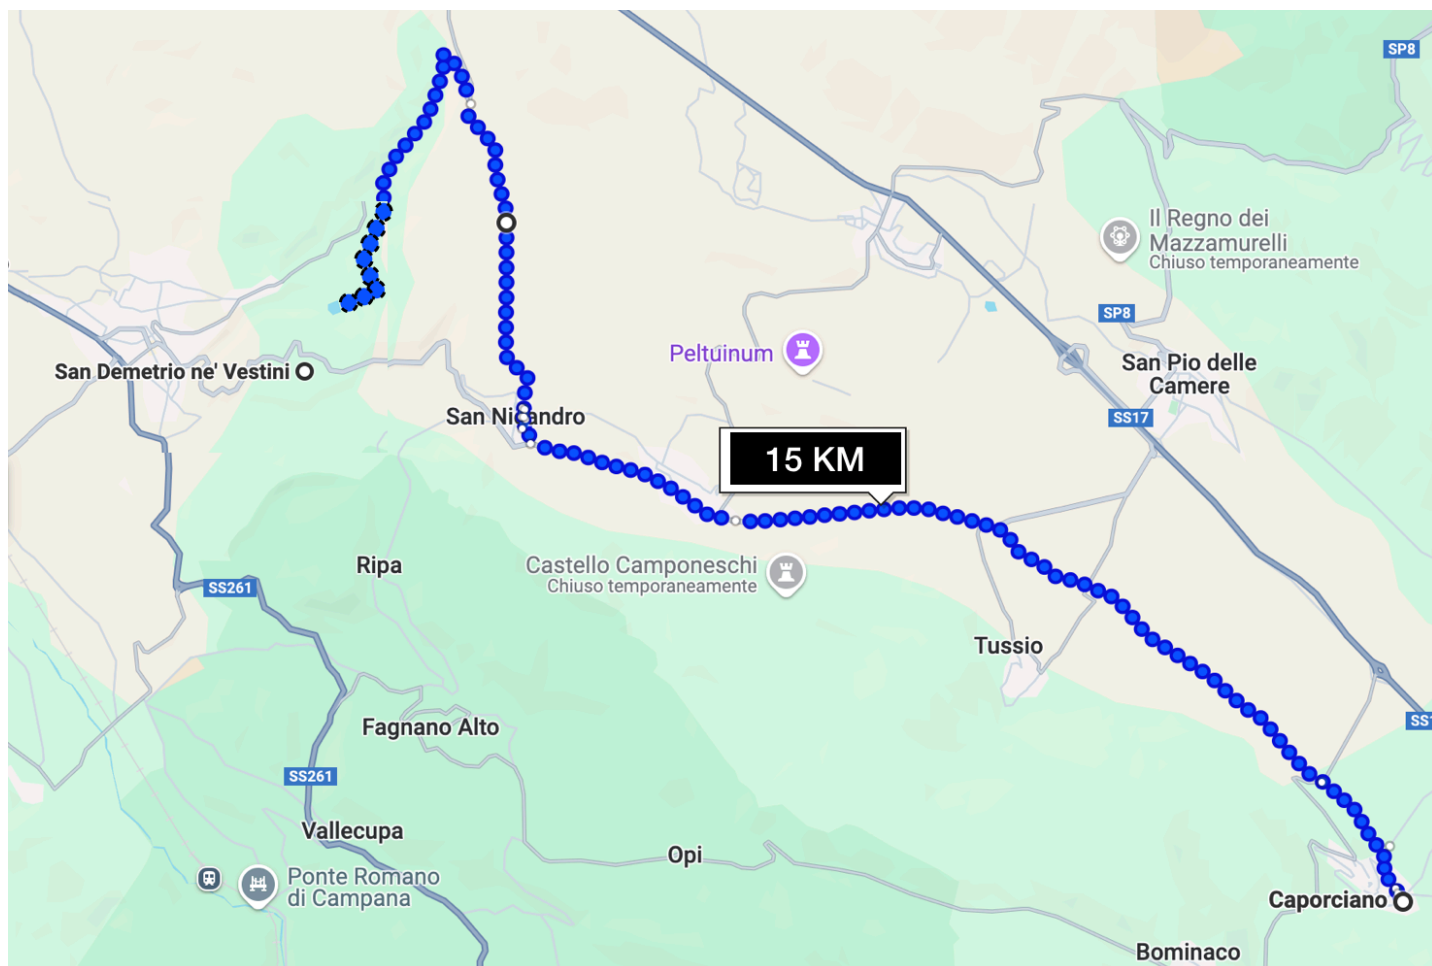 SP8
Il Regno dei
Mazzamurelli
Chiuso temporaneamente
SP8
Peltuinum
San Pio delle
Camere
San Demetrio ne' Vestini
SS17
San Nicandro
15 KM
Castello Camponeschi
Chiuso temporaneamente
Ripa
SS261
Tussio
SS1
Fagnano Alto
SS261
Vallecupa
Opi
Ponte Romano
di Campana
Caporciano
Bominaco